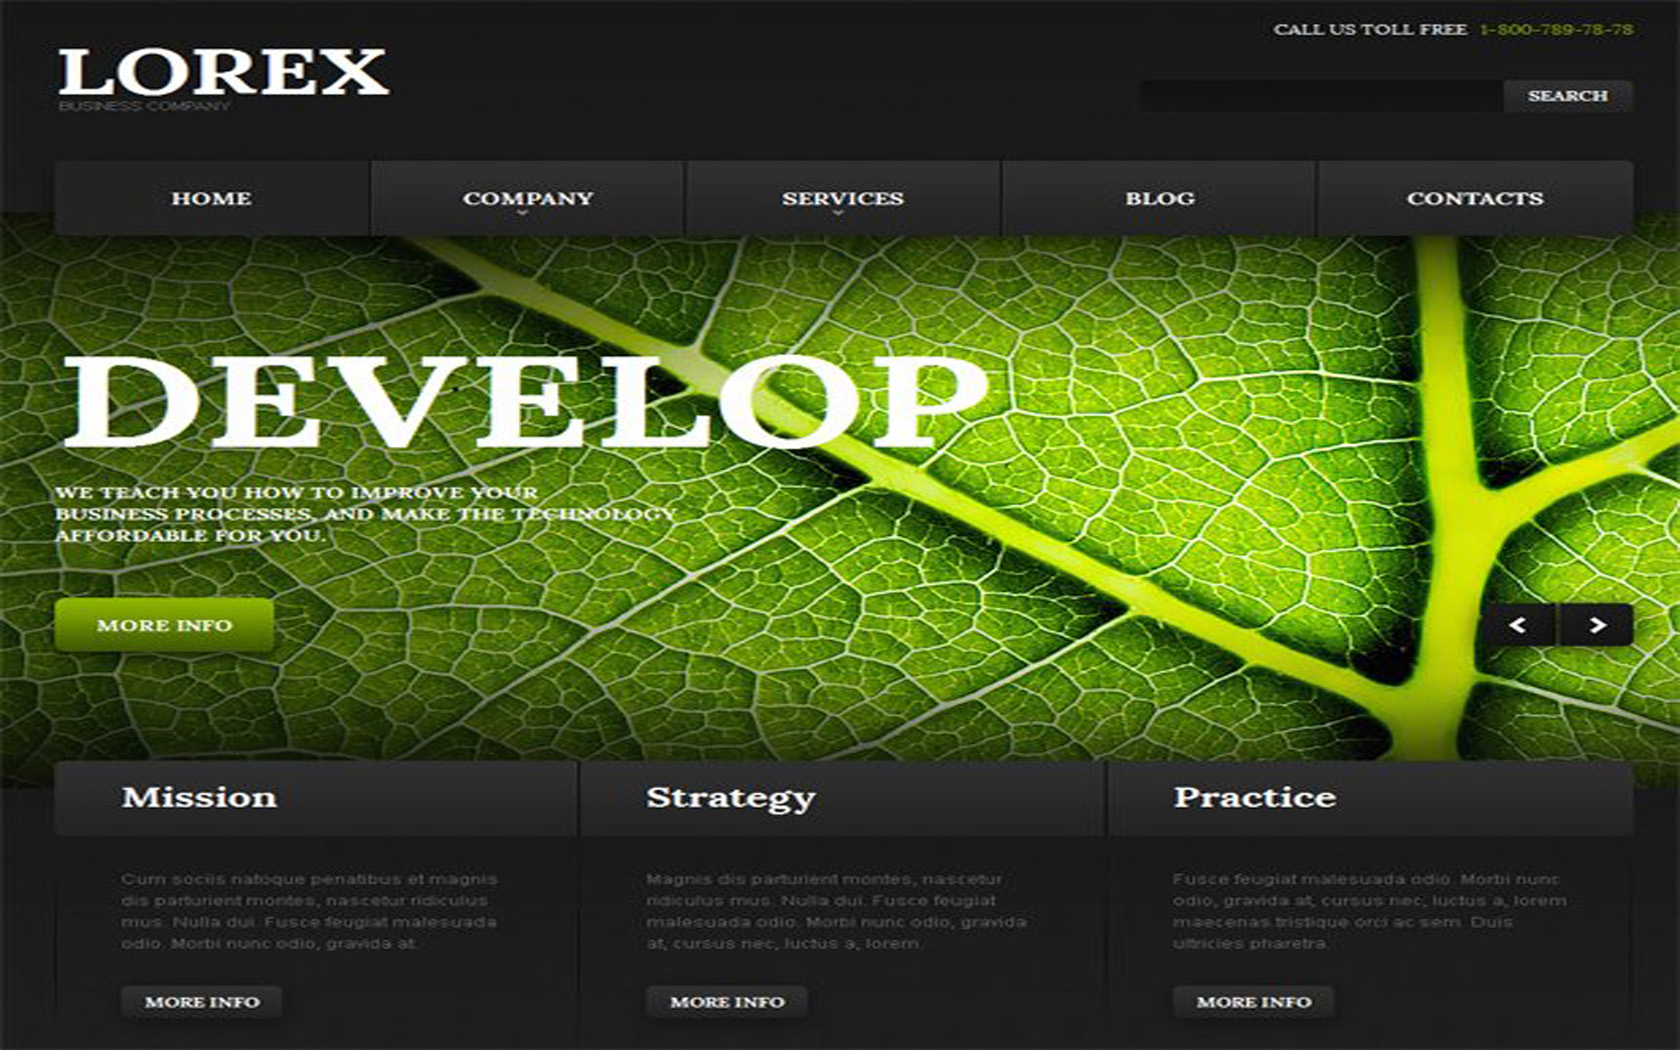 CALL US TOLL FREE 1-800-789-78-78
LOREX
BUSINESS COMPANY
SEARCH
HOME
COMPANY
SERVICES
BLOG
CONTACTS
DEVELOP
WE TEACH YOU HOW TO IMPROVE YOUR
BUSINESS PROCESSES, AND MAKE THE TECHNOLOGY
AFFORDABLE FOR YOU.
MORE INFO
Mission
Cum sociis natoque penatibus et magnis
dis parturient montes, nascetur ridiculus
mus. Nulla dui. Fusce feugiat malesuada
odio. Morbi nunc odio, gravida at.
MORE INFO
Strategy
Magnis dis parturient montes, nascetur
ridiculus mus. Nulla dui. Fusce feugiat
malesuada odio. Morbi nunc odio, gravida
at, cursus nec, luctus a, lorem.
MORE INFO
Practice
Fusce feugiat malesuada odio. Morbi nunc
odio, gravida at, cursus nec, luctus a, lorem
maecenas tristique orci ac sem. Duis
ultricies pharetra.
MORE INFO